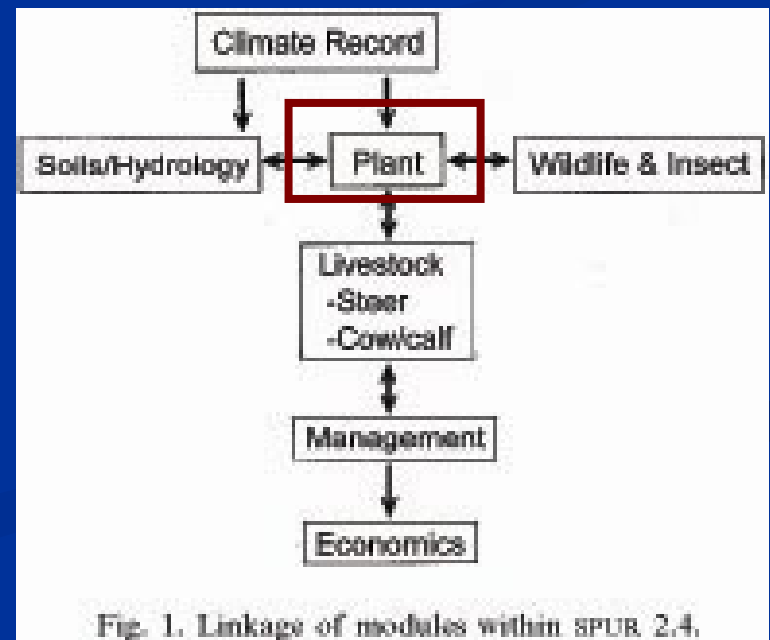 Climate Record
Soils/Hydrology Plant Wildlife & Insect
Livestock
-Steer
-Cow/calf
Management
Economics
Fig. 1. Linkage of modules within SPUR 2.4.